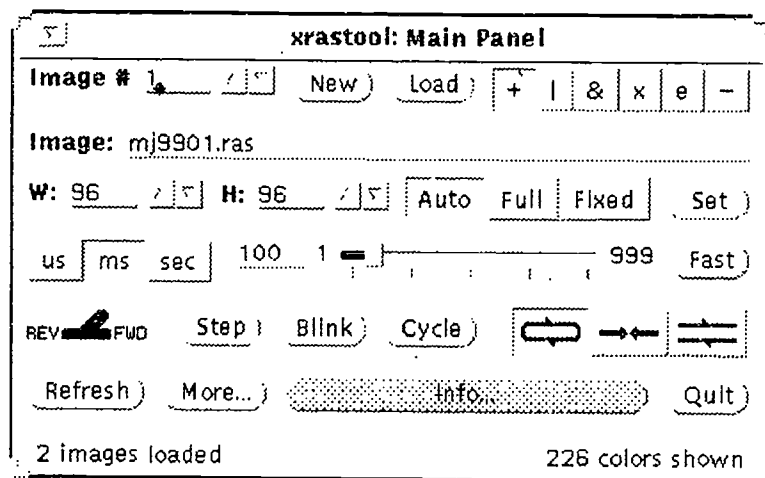 xrastool: Main Panel
Image # 1 New Load + | & x e −
Image: mj9901.ras
W: 96 H: 96 Auto Full Fixed Set
us ms sec 100 1 999 Fast
REV FWD Step Blink Cycle
Refresh More... Info... Quit
2 images loaded 226 colors shown